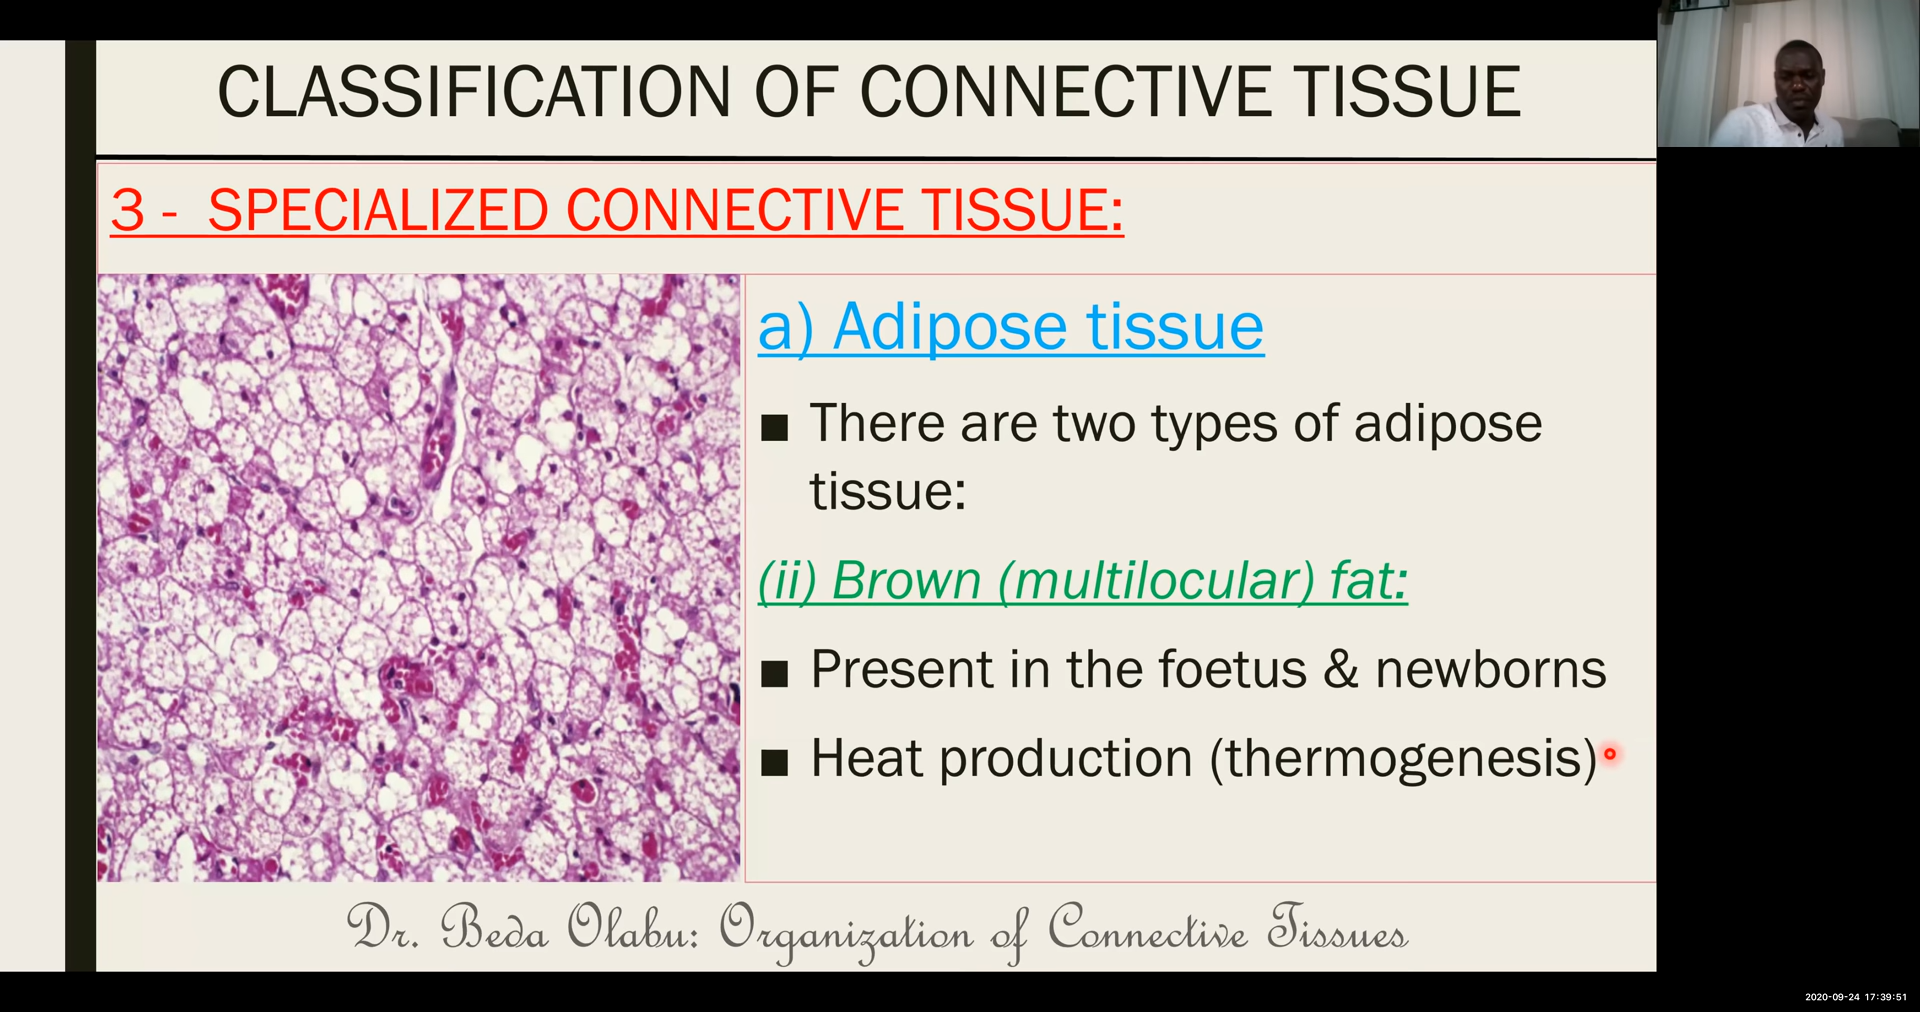 CLASSIFICATION OF CONNECTIVE TISSUE
3 - SPECIALIZED CONNECTIVE TISSUE:
a) Adipose tissue
■ There are two types of adipose
tissue:
(ii) Brown (multilocular) fat:
■ Present in the foetus & newborns
■ Heat production (thermogenesis)
Dr. Beda Olabu: Organization of Connective Tissues
2020-09-24 17:39:51